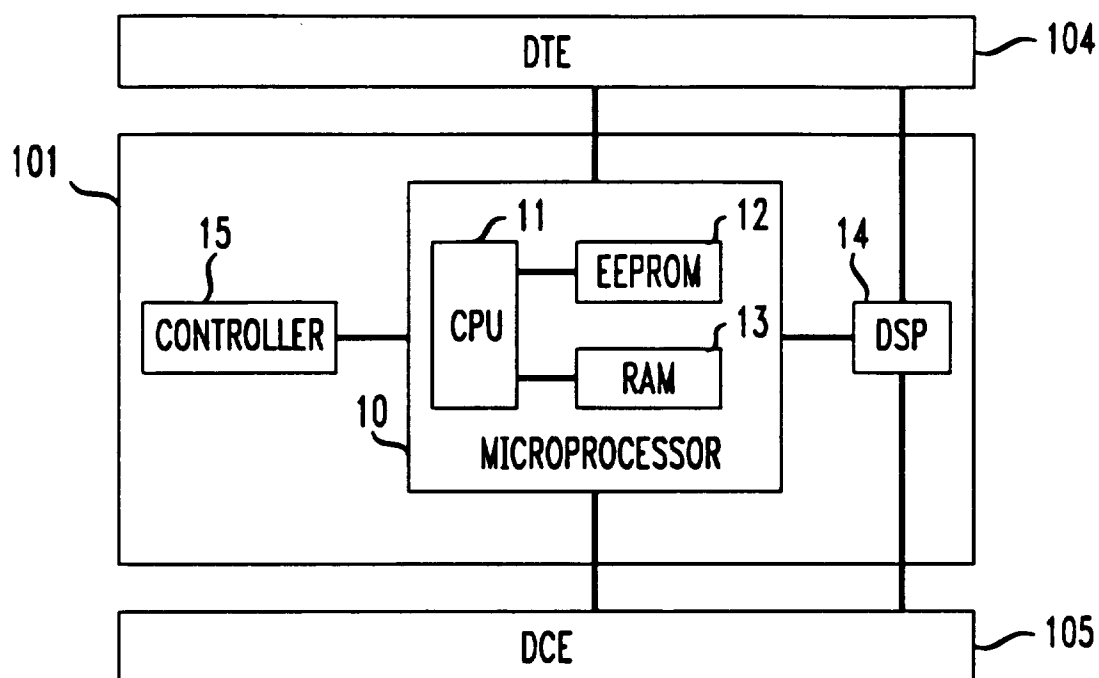 DTE
104
101
11
12
15
14
EEPROM
CPU
13
CONTROLLER
DSP
RAM
10
MICROPROCESSOR
DCE
105